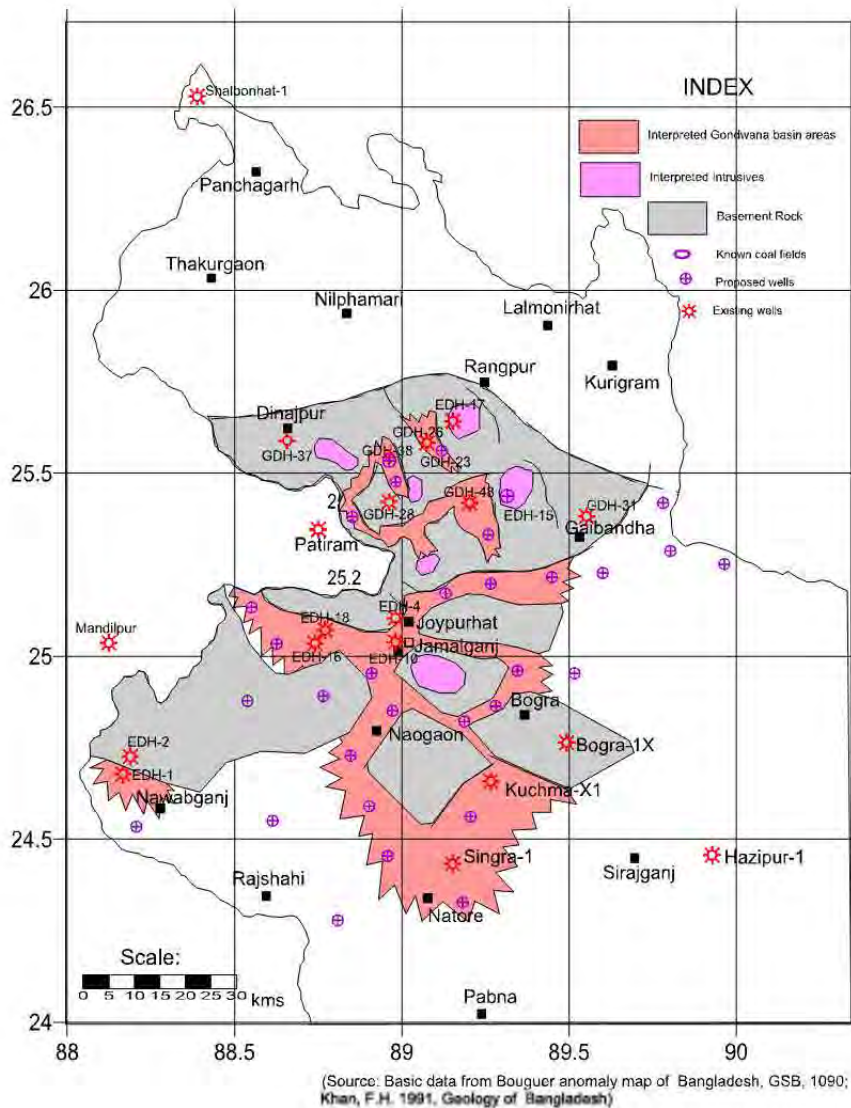 INDEX
Interpreted Gondwana basin areas
Interpreted Intrusives
Basement Rock
Known coal fields
Proposed wells
Existing wells
26.5
26
25.5
25
24.5
24
Shalbonhat-1
Panchagarh
Thakurgaon
Nilphamari
Lalmonirhat
Kurigram
Rangpur
Dinajpur
EDH-17
GDH-26
GDH-37
GDH-38
GDH-23
GDH-48
GDH-28
EDH-15
GDH-31
Gaibandha
2
Patiram
25.2
Mandilpur
EDH-4
EDH-18
Joypurhat
Jamalganj
EDH-16
EDH-10
Bogra
Naogaon
Bogra-1X
EDH-2
EDH-1
Nawabganj
Kuchma-X1
Singra-1
Sirajganj
Hazipur-1
Rajshahi
Natore
Pabna
Scale:
0 5 10 15 20 25 30 kms
88 88.5 89 89.5 90
(Source: Basic data from Bouguer anomaly map of Bangladesh, GSB, 1090;
Khan, F.H. 1991, Geology of Bangladesh)